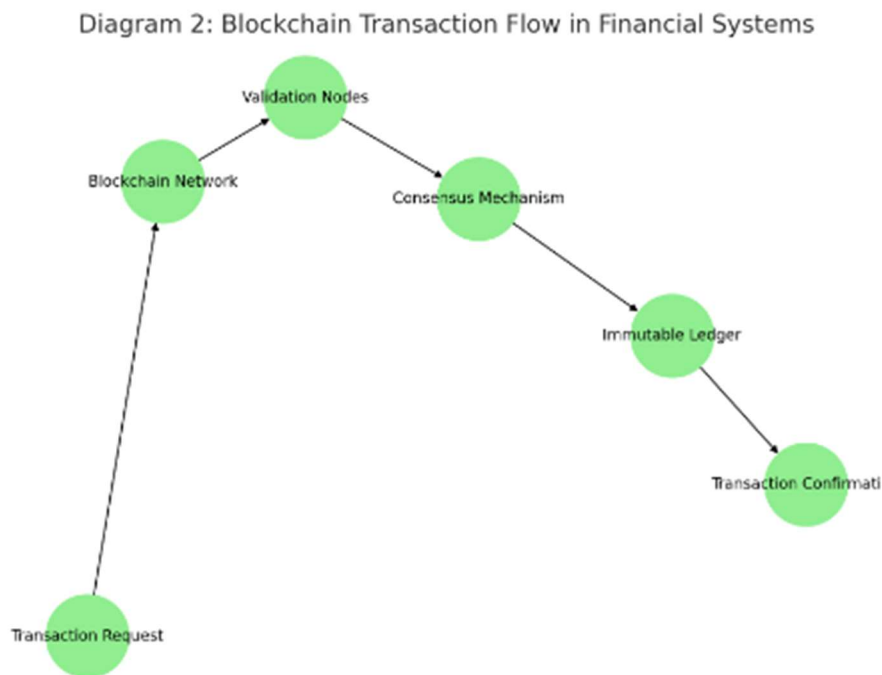 Diagram 2: Blockchain Transaction Flow in Financial Systems
Validation Nodes
Blockchain Network
Consensus Mechanism
Immutable Ledger
Transaction Confirmati
Transaction Request